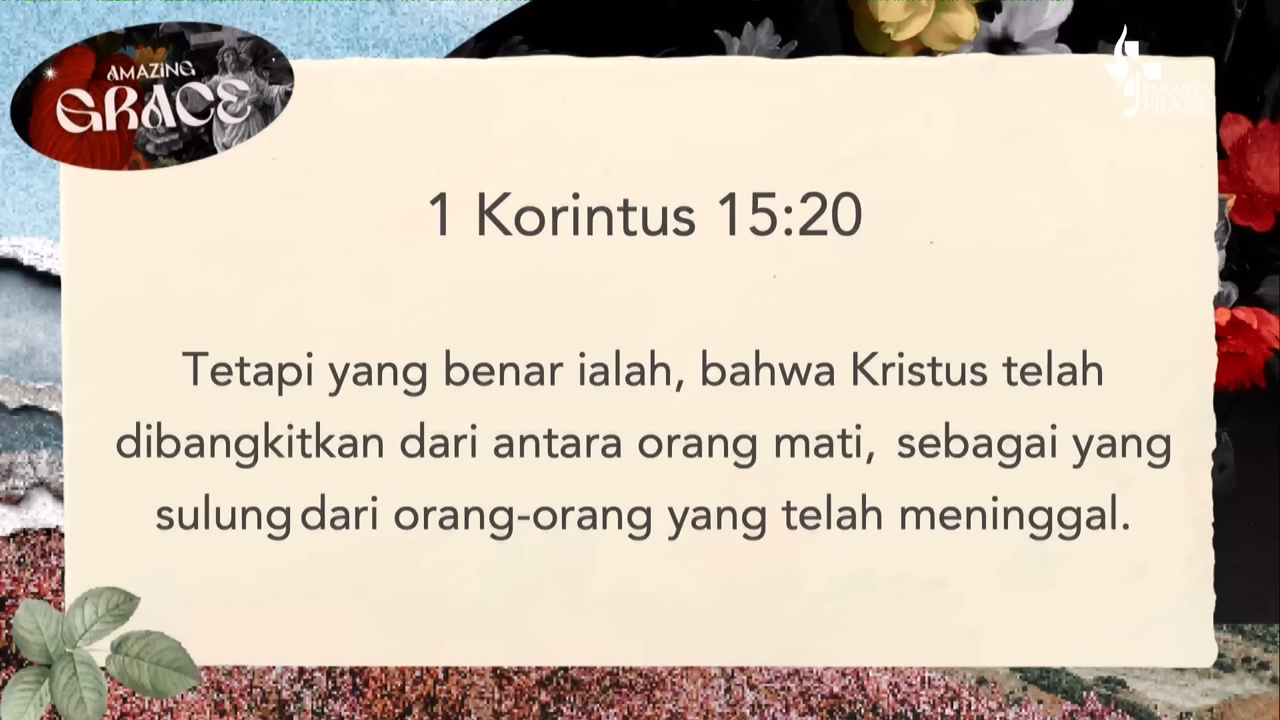 AMAZING
GRACE
1 Korintus 15:20
Tetapi yang benar ialah, bahwa Kristus telah
dibangkitkan dari antara orang mati, sebagai yang
sulung dari orang-orang yang telah meninggal.